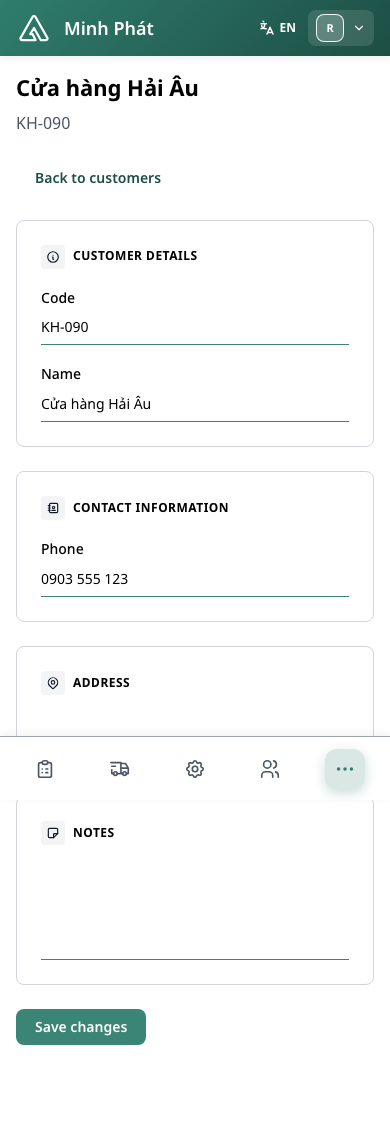 Minh Phát
EN
R
Cửa hàng Hải Âu
KH-090
Back to customers
CUSTOMER DETAILS
Code
KH-090
Name
Cửa hàng Hải Âu
CONTACT INFORMATION
Phone
0903 555 123
ADDRESS
NOTES
Save changes